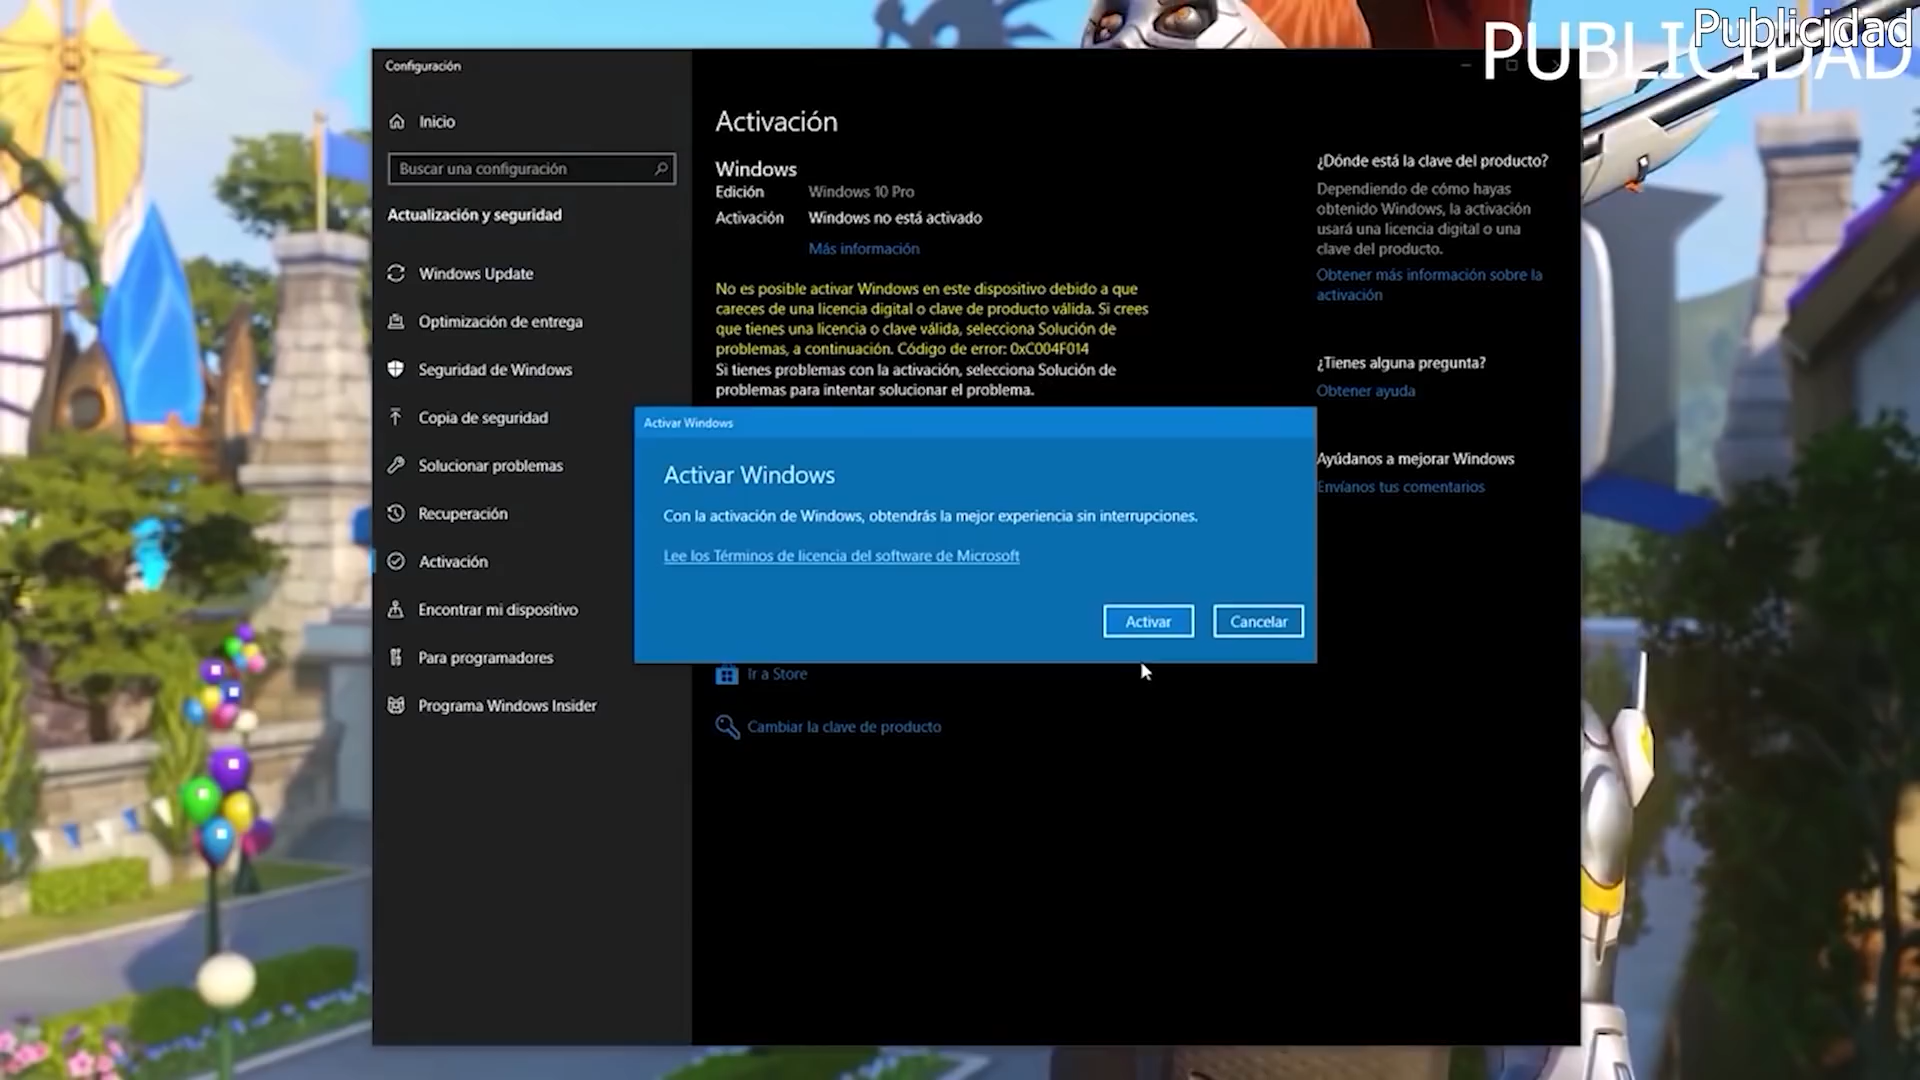 Publicidad
PUBLICIDAD
Configuración
Inicio
Buscar una configuración
Actualización y seguridad
Windows Update
Optimización de entrega
Seguridad de Windows
Copia de seguridad
Solucionar problemas
Recuperación
Activación
Encontrar mi dispositivo
Para programadores
Programa Windows Insider
Activación
Windows
Edición Windows 10 Pro
Activación Windows no está activado
Más información
No es posible activar Windows en este dispositivo debido a que
careces de una licencia digital o clave de producto válida. Si crees
que tienes una licencia o clave válida, selecciona Solución de
problemas, a continuación. Código de error: 0xC004F014
Si tienes problemas con la activación, selecciona Solución de
problemas para intentar solucionar el problema.
Activar Windows
Activar Windows
Con la activación de Windows, obtendrás la mejor experiencia sin interrupciones.
Lee los Términos de licencia del software de Microsoft
Activar
Cancelar
Ir a Store
Cambiar la clave de producto
¿Dónde está la clave del producto?
Dependiendo de cómo hayas
obtenido Windows, la activación
usará una licencia digital o una
clave del producto.
Obtener más información sobre la
activación
¿Tienes alguna pregunta?
Obtener ayuda
Ayúdanos a mejorar Windows
Envíanos tus comentarios